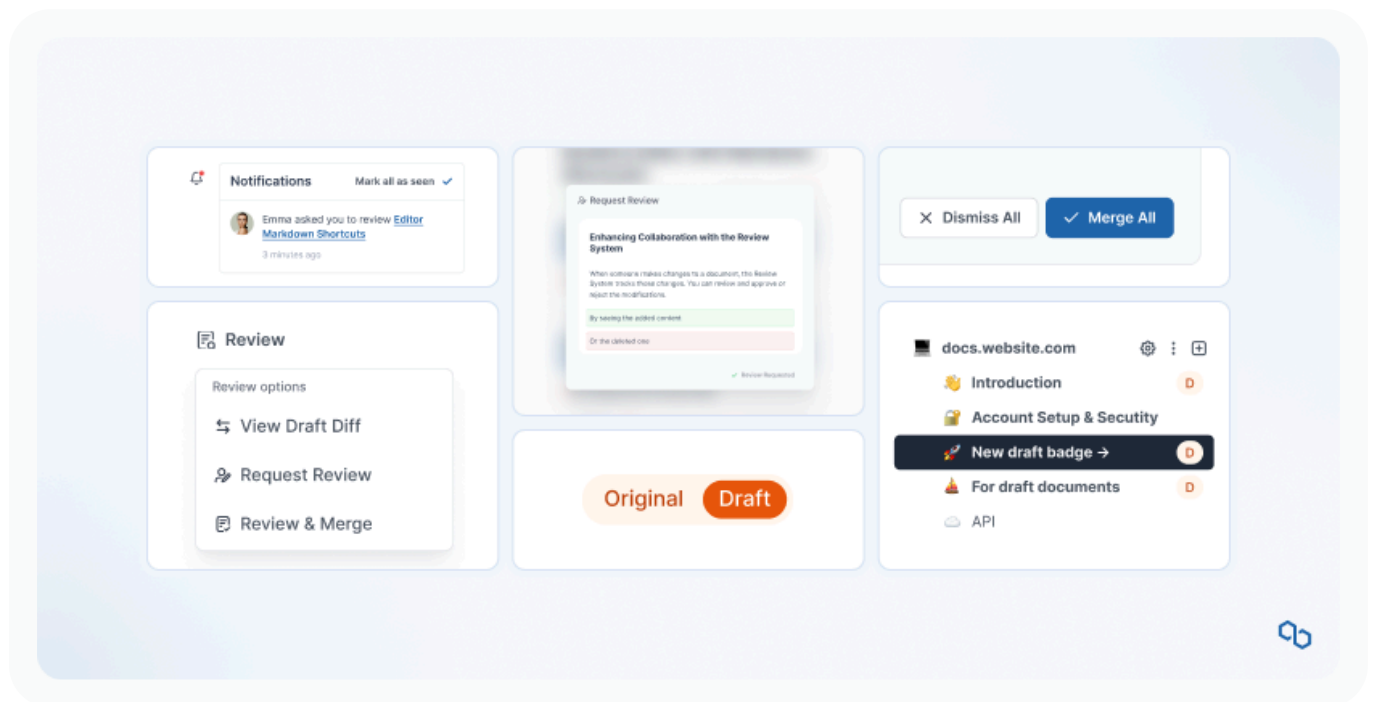 Notifications
Mark all as seen
Emma asked you to review Editor
Markdown Shortcuts
3 minutes ago
Review
Review options
View Draft Diff
Request Review
Review & Merge
Request Review
Enhancing Collaboration with the Review
System
When someone makes changes to a document, the Review
System tracks those changes. You can review and approve or
reject the modifications.
By seeing the added content
Or the deleted one
Review Requested
Original
Draft
Dismiss All
Merge All
docs.website.com
Introduction
D
Account Setup & Secutity
New draft badge →
D
For draft documents
D
API